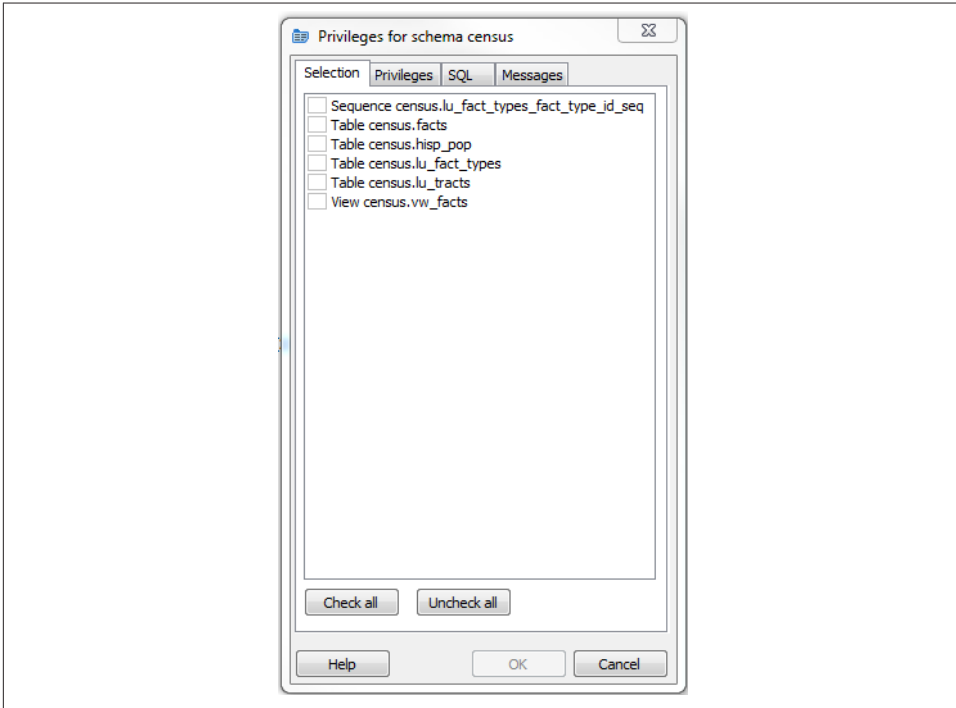 Privileges for schema census
Selection Privileges SQL Messages
Sequence census.lu_fact_types_fact_type_id_seq
Table census.facts
Table census.hisp_pop
Table census.lu_fact_types
Table census.lu_tracts
View census.vw_facts
Check all Uncheck all
Help OK Cancel